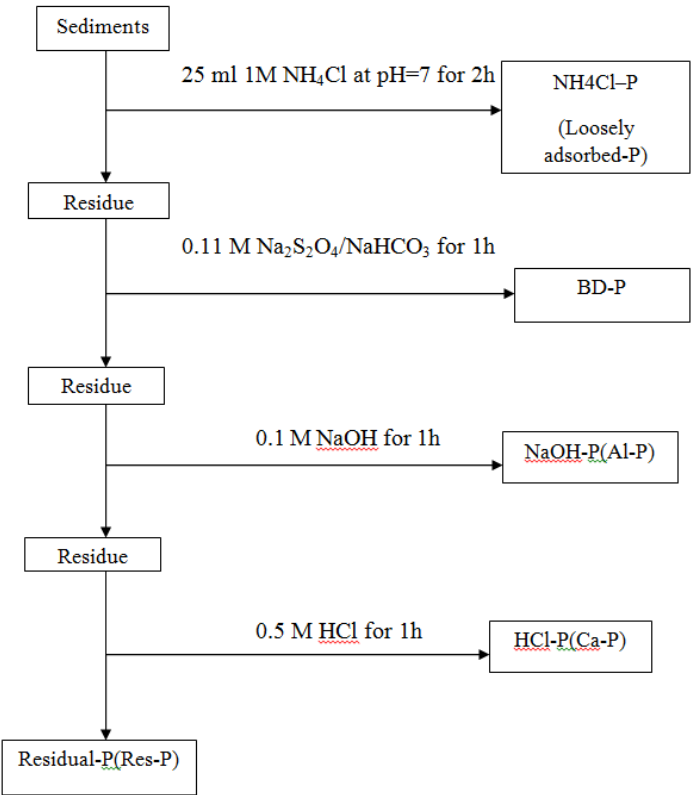 Sediments
25 ml 1M NH₄Cl at pH=7 for 2h
NH4Cl–P
(Loosely
adsorbed-P)
Residue
0.11 M Na₂S₂O₄/NaHCO₃ for 1h
BD-P
Residue
0.1 M NaOH for 1h
NaOH-P(Al-P)
Residue
0.5 M HCl for 1h
HCl-P(Ca-P)
Residual-P(Res-P)